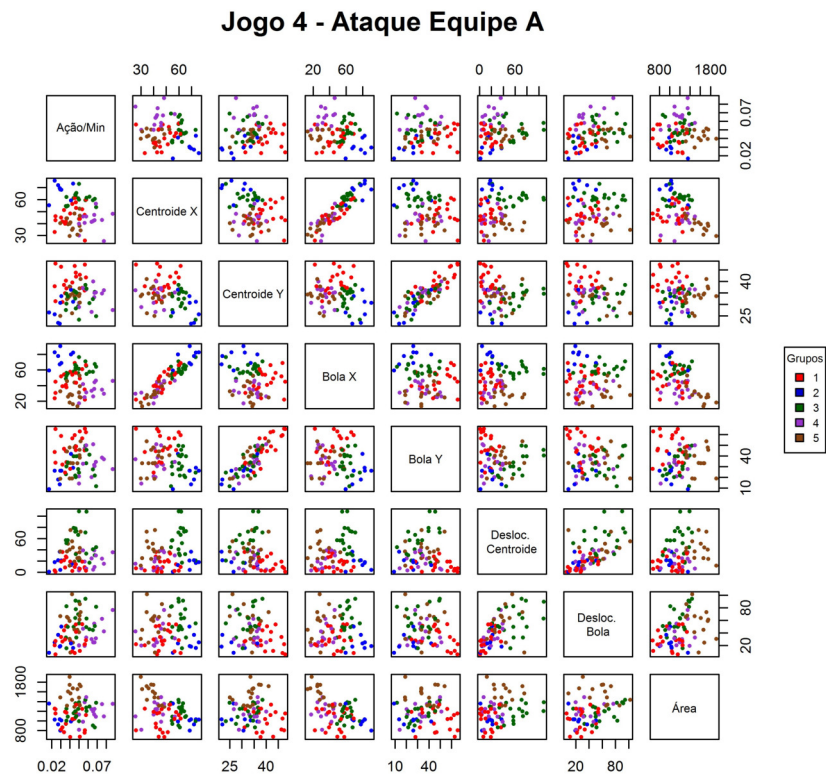 Jogo 4 - Ataque Equipe A
30 60
20 60
0 60
800 1800
Ação/Min
0.02 0.07
30 60
Centroide X
Centroide Y
25 40
20 60
Bola X
Grupos
1
2
3
4
5
Bola Y
10 40
0 60
Desloc.
Centroide
Desloc.
Bola
20 80
800 1800
Área
0.02 0.07
25 40
10 40
20 80